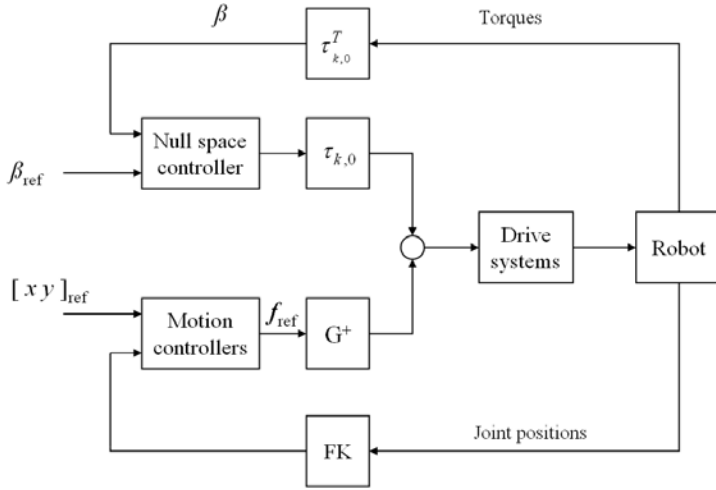 β
τ^T_{k,0}
Torques
Null space
controller
τ_{k,0}
β_ref
Drive
systems
Robot
[ x y ]_ref
Motion
controllers
f_ref
G⁺
FK
Joint positions